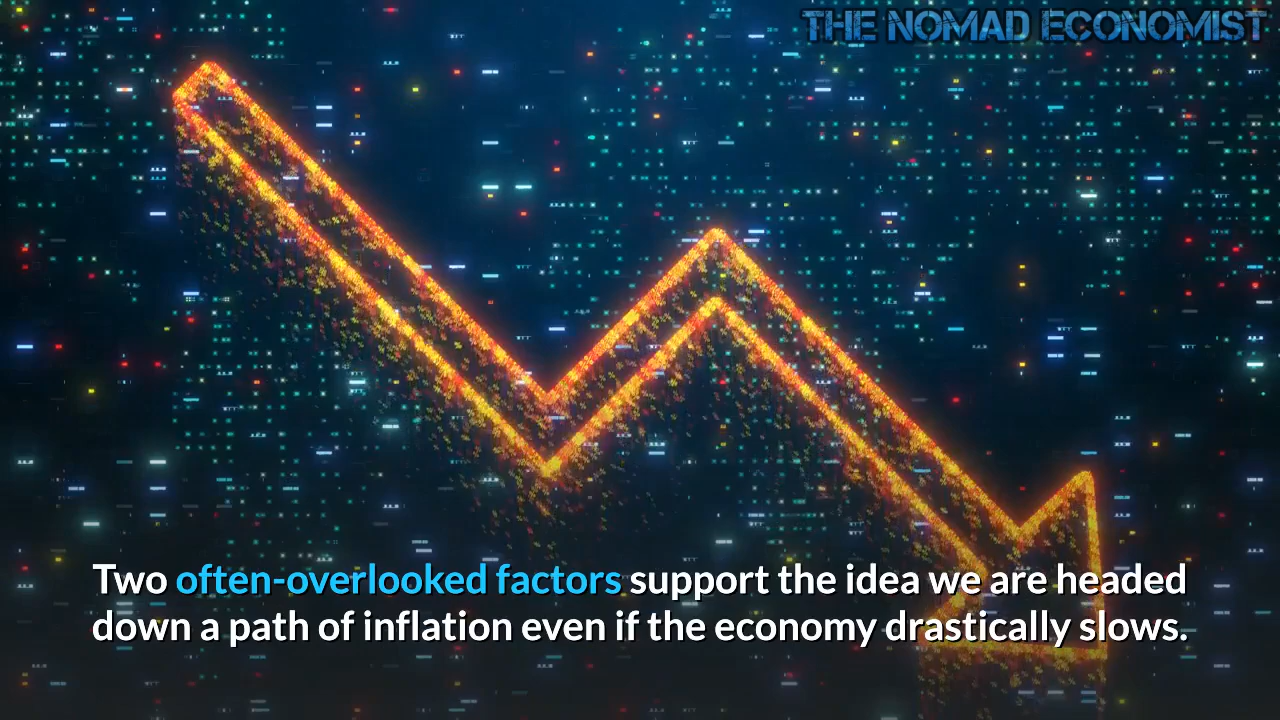 THE NOMAD ECONOMIST
Two often-overlooked factors support the idea we are headed
down a path of inflation even if the economy drastically slows.